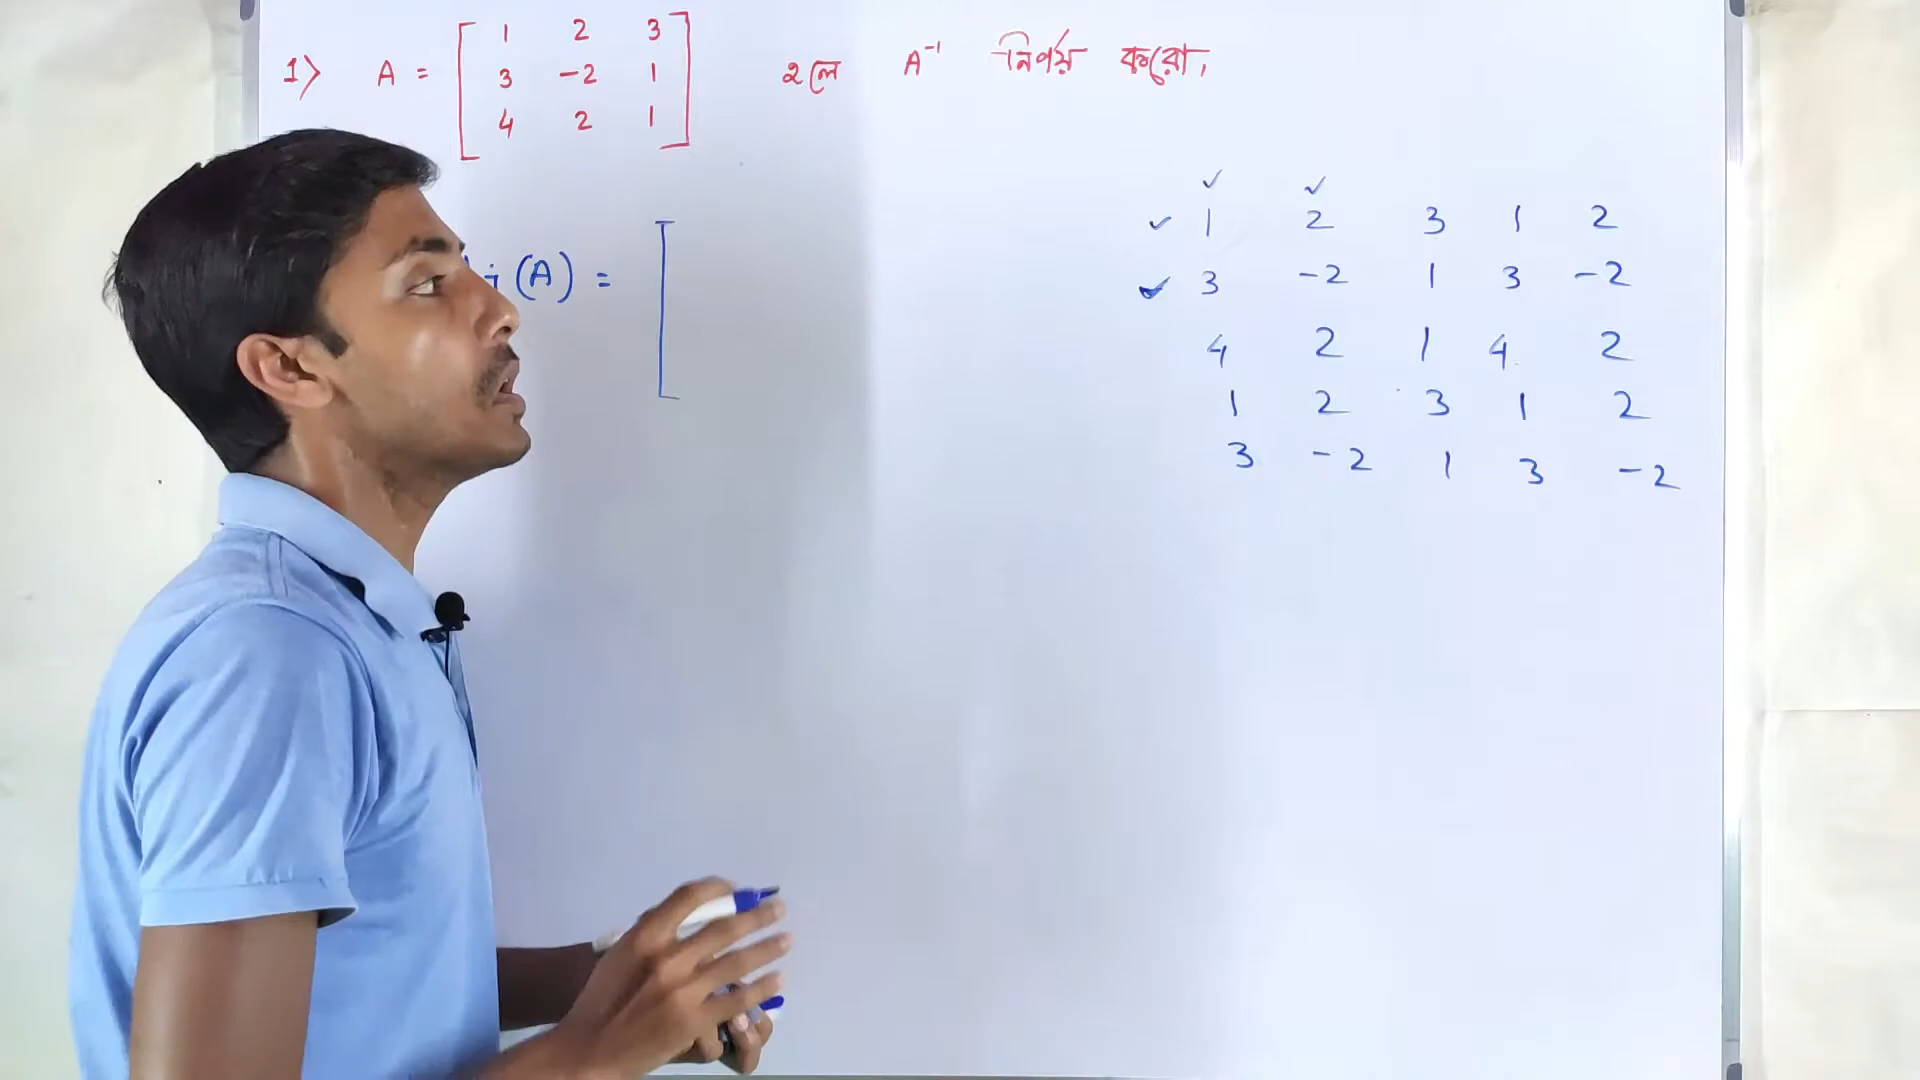 1> A = [ 1 2 3
3 -2 1
4 2 1 ] হলে A⁻¹ নির্ণয় করো।
j (A) = [
✓ ✓
✓ 1 2 3 1 2
✓ 3 -2 1 3 -2
4 2 1 4 2
1 2 3 1 2
3 -2 1 3 -2